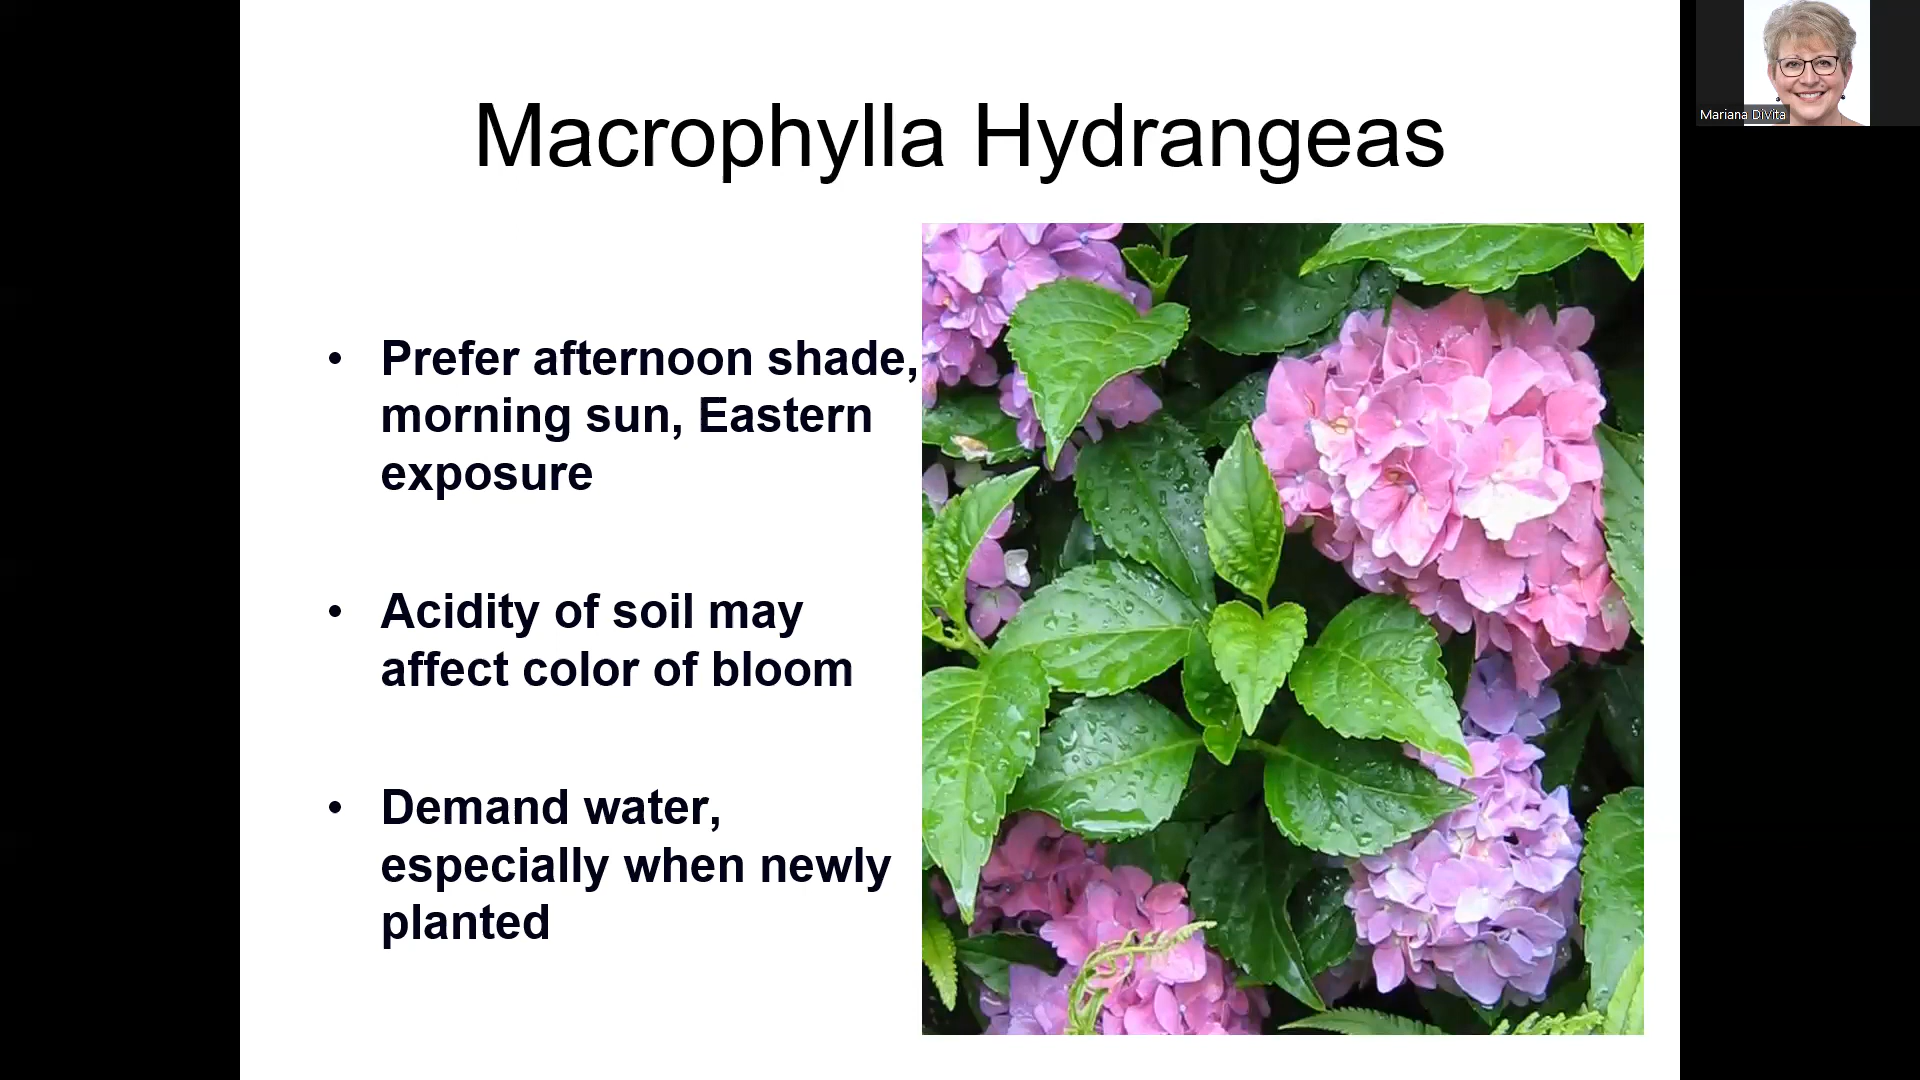 Macrophylla Hydrangeas
Mariana DiVita
• Prefer afternoon shade,
morning sun, Eastern
exposure
• Acidity of soil may
affect color of bloom
• Demand water,
especially when newly
planted